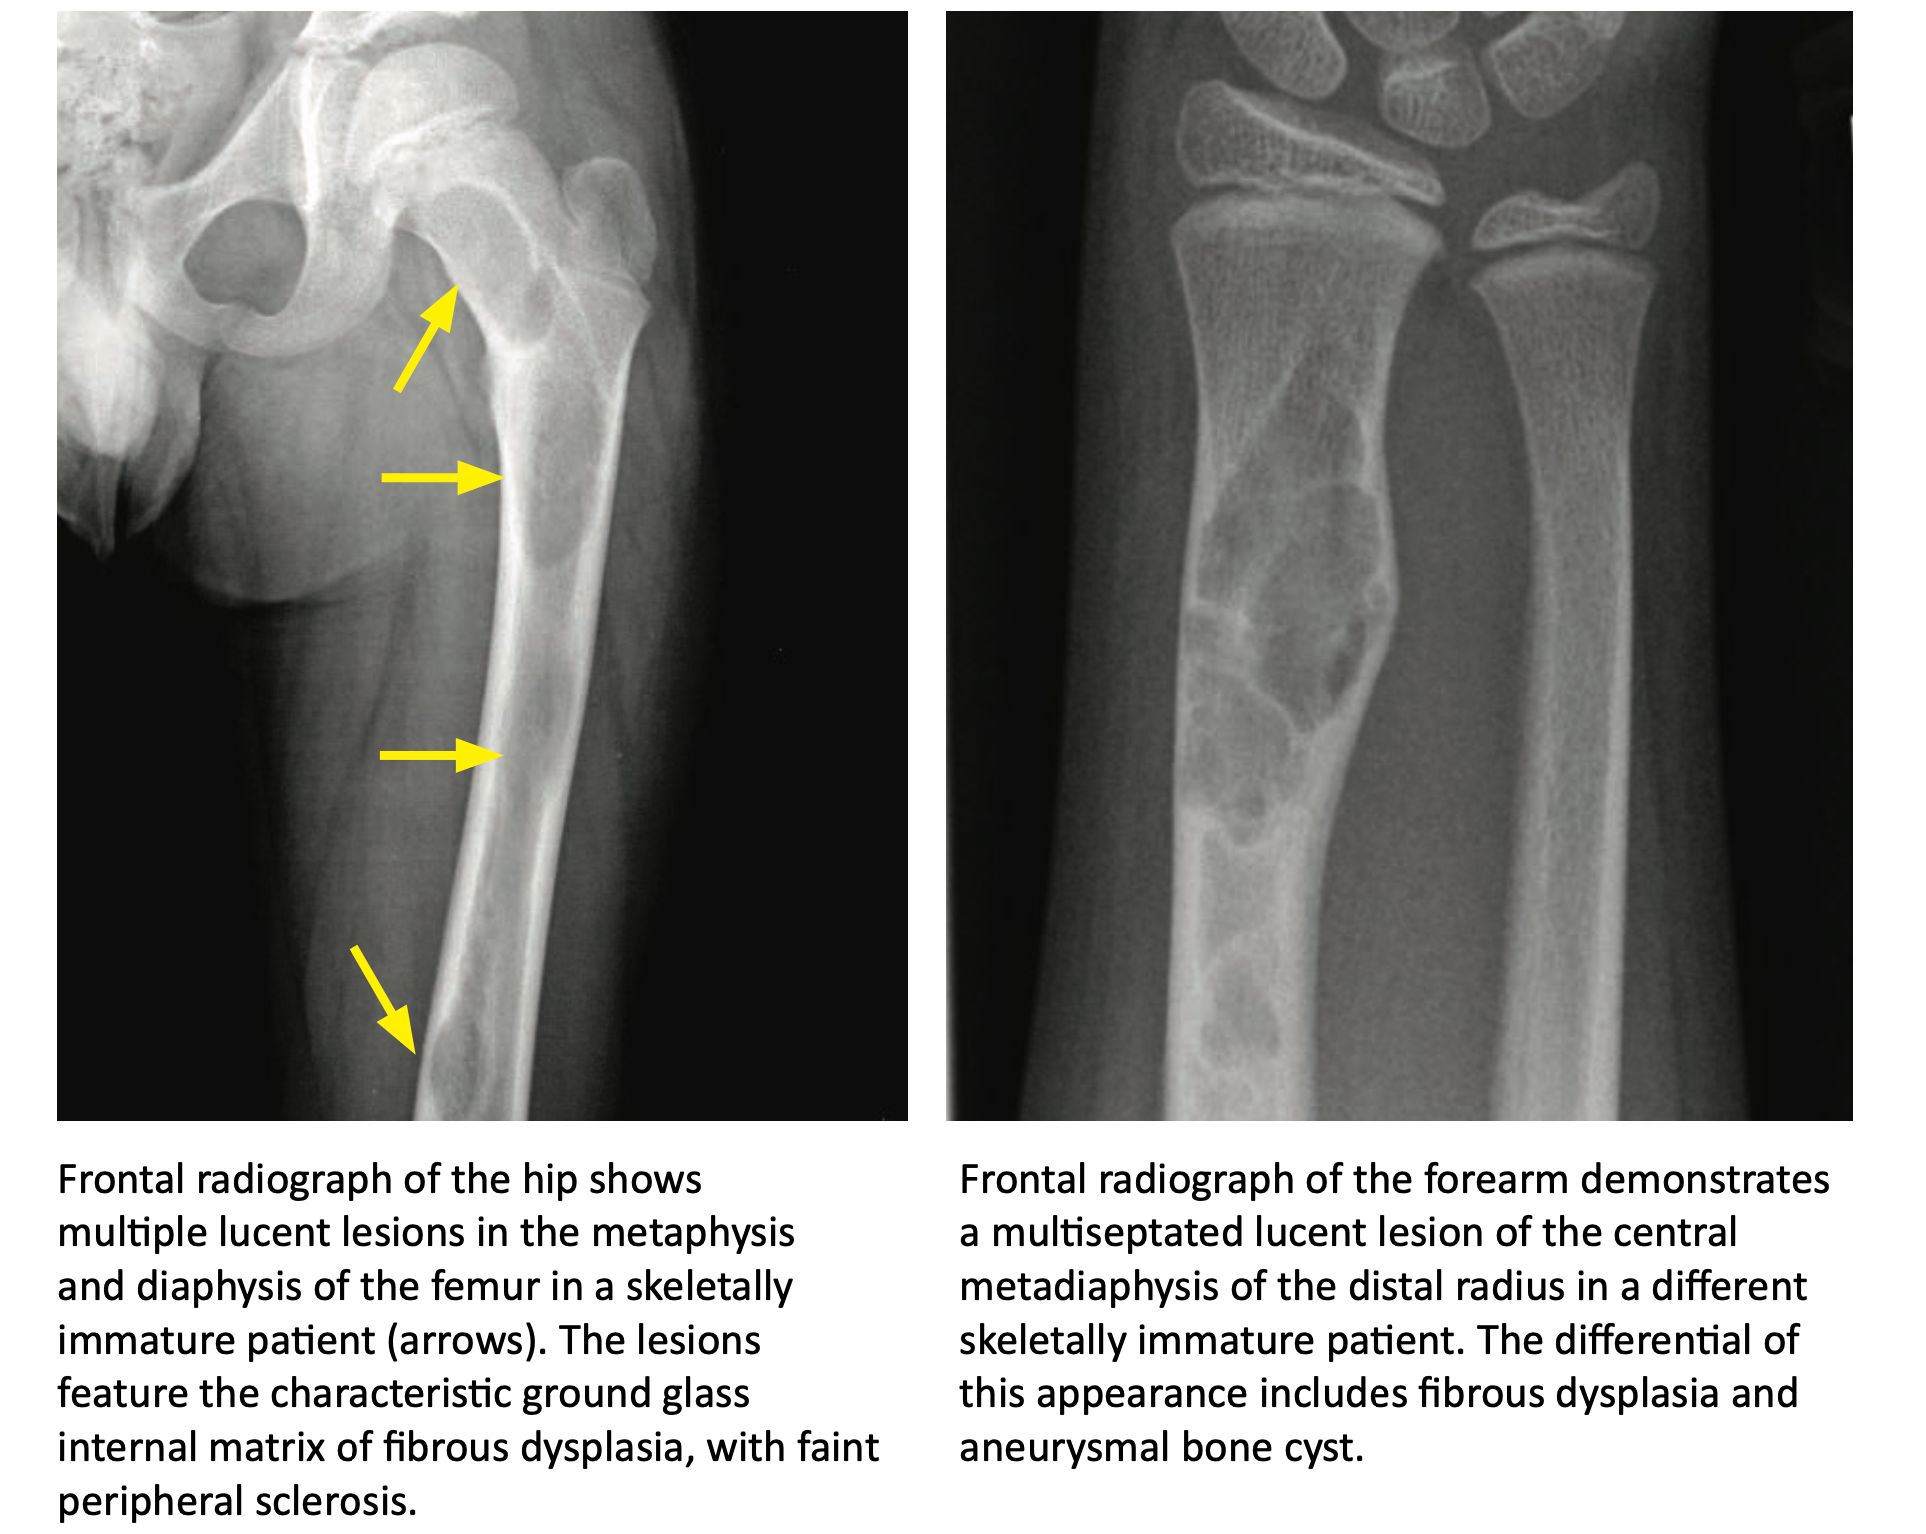 Frontal radiograph of the hip shows
multiple lucent lesions in the metaphysis
and diaphysis of the femur in a skeletally
immature patient (arrows). The lesions
feature the characteristic ground glass
internal matrix of fibrous dysplasia, with faint
peripheral sclerosis.
Frontal radiograph of the forearm demonstrates
a multiseptated lucent lesion of the central
metadiaphysis of the distal radius in a different
skeletally immature patient. The differential of
this appearance includes fibrous dysplasia and
aneurysmal bone cyst.